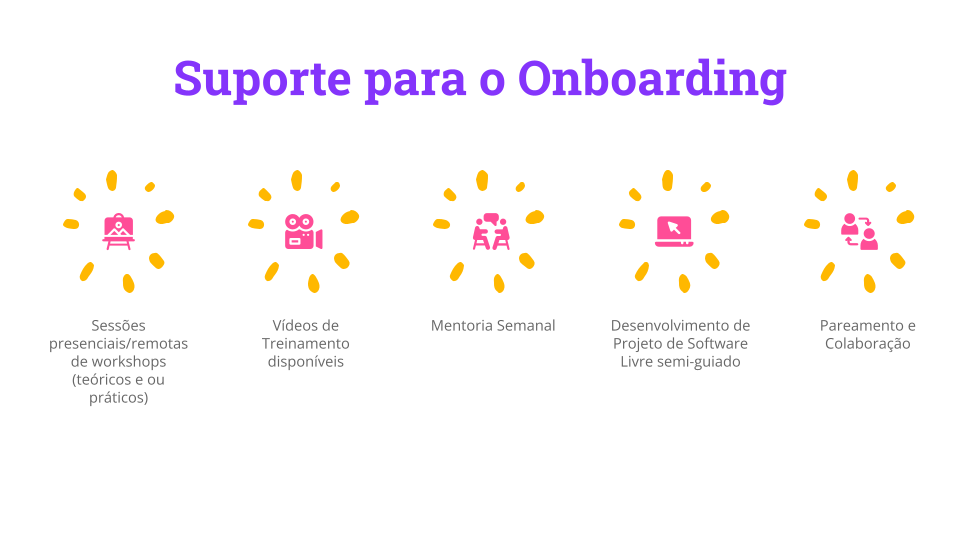 Suporte para o Onboarding
Sessões
presenciais/remotas
de workshops
(teóricos e ou
práticos)
Vídeos de
Treinamento
disponíveis
Mentoria Semanal
Desenvolvimento de
Projeto de Software
Livre semi-guiado
Pareamento e
Colaboração